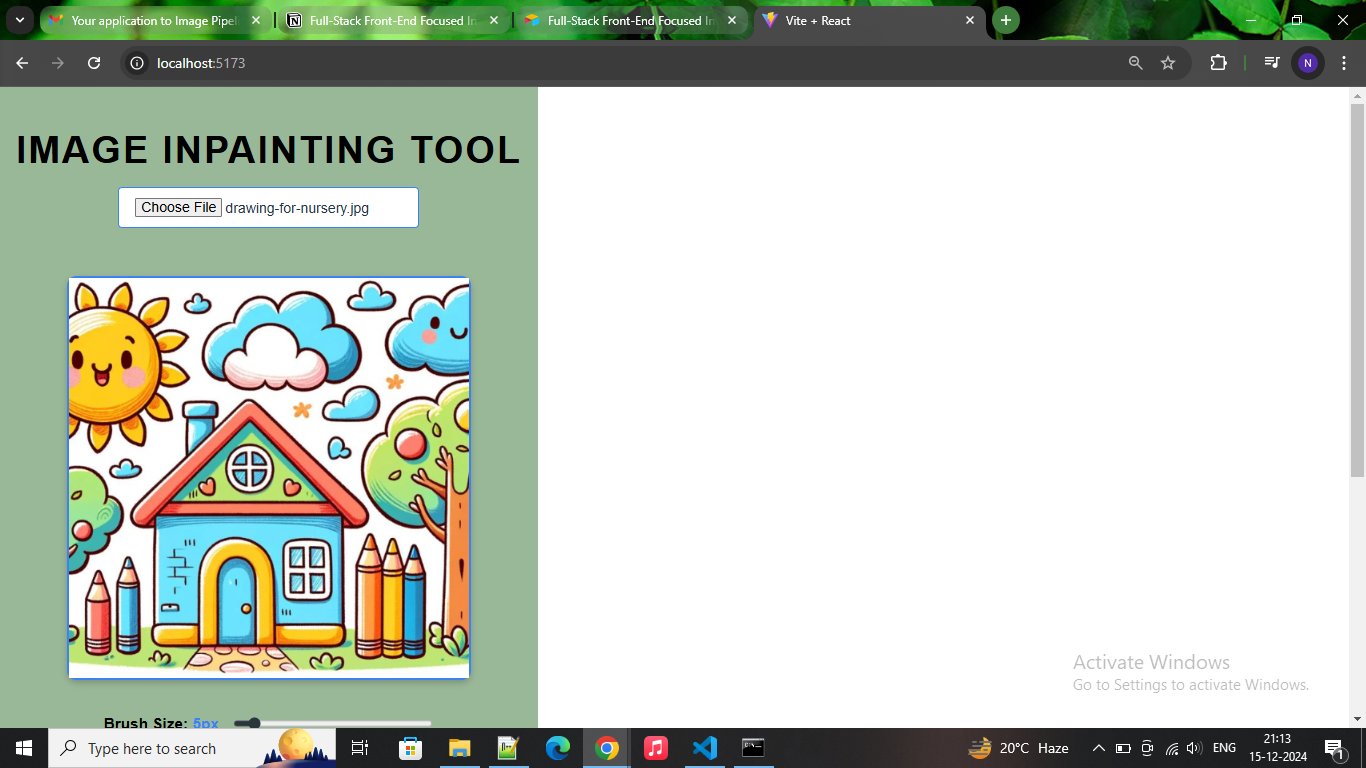 Your application to Image Pipeli
Full-Stack Front-End Focused In
Full-Stack Front-End Focused In
Vite + React
localhost:5173
N
IMAGE INPAINTING TOOL
Choose File drawing-for-nursery.jpg
Brush Size: 5px
Activate Windows
Go to Settings to activate Windows.
Type here to search
20°C Haze
ENG
21:13
15-12-2024
1